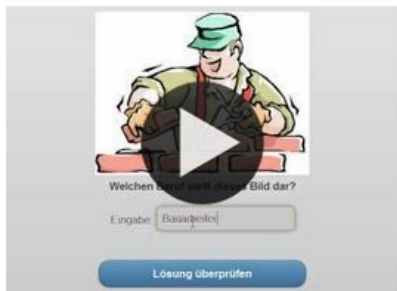 Welchen Beruf stellt dieses Bild dar?
Eingabe: Bauarbeiter
Lösung überprüfen